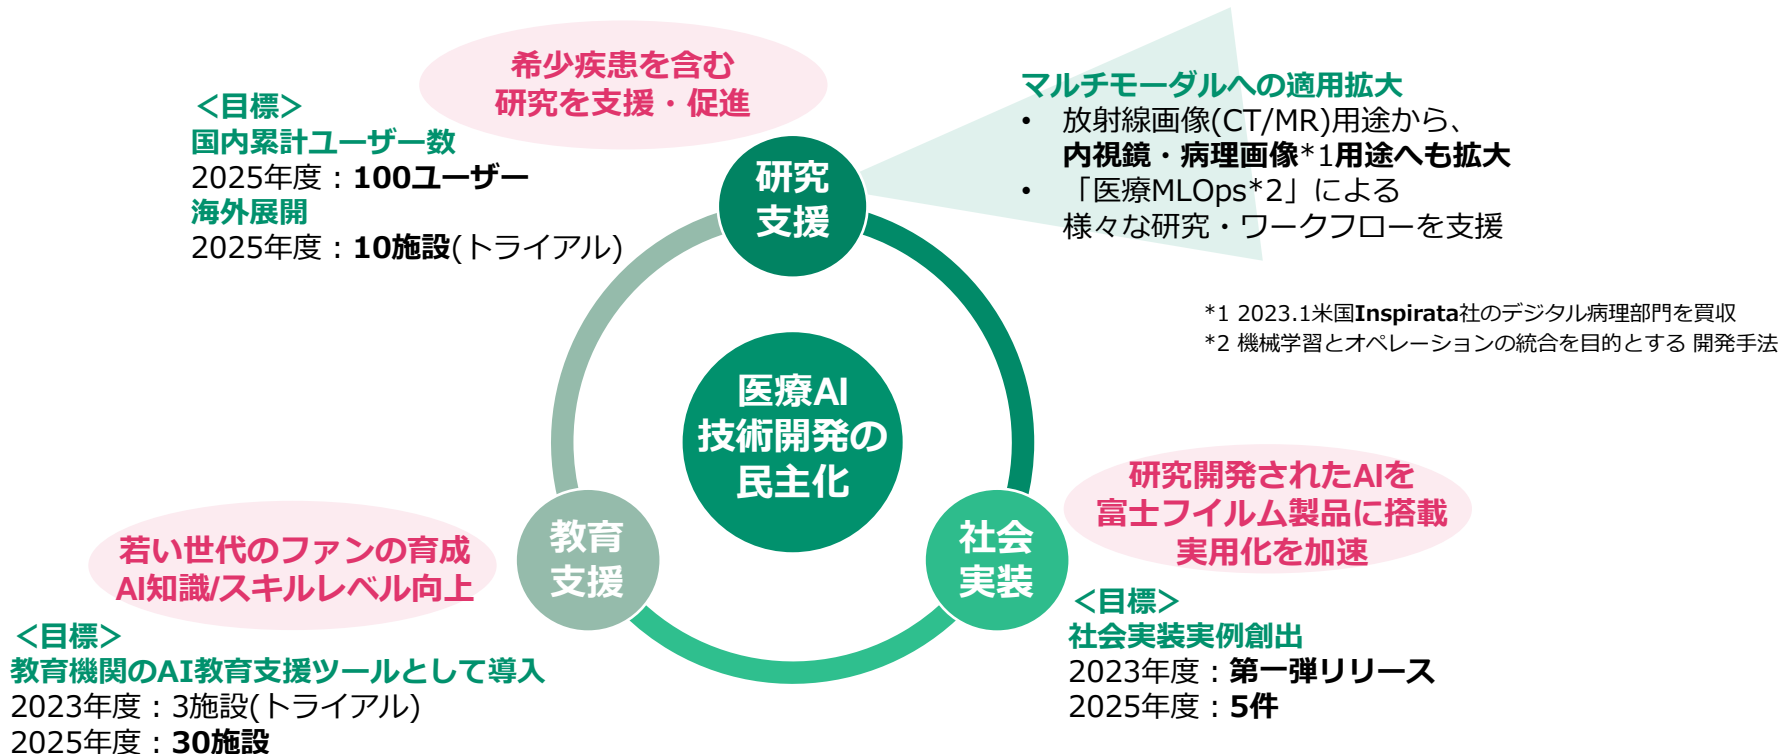 希少疾患を含む
研究を支援・促進
＜目標＞
国内累計ユーザー数
2025年度：100ユーザー
海外展開
2025年度：10施設(トライアル)
研究
支援
マルチモーダルへの適用拡大
• 放射線画像(CT/MR)用途から、
内視鏡・病理画像*1用途へも拡大
• 「医療MLOps*2」による
様々な研究・ワークフローを支援
*1 2023.1米国Inspirata社のデジタル病理部門を買収
*2 機械学習とオペレーションの統合を目的とする 開発手法
医療AI
技術開発の
民主化
研究開発されたAIを
富士フイルム製品に搭載
実用化を加速
社会
実装
＜目標＞
社会実装実例創出
2023年度：第一弾リリース
2025年度：5件
教育
支援
若い世代のファンの育成
AI知識/スキルレベル向上
＜目標＞
教育機関のAI教育支援ツールとして導入
2023年度：3施設(トライアル)
2025年度：30施設